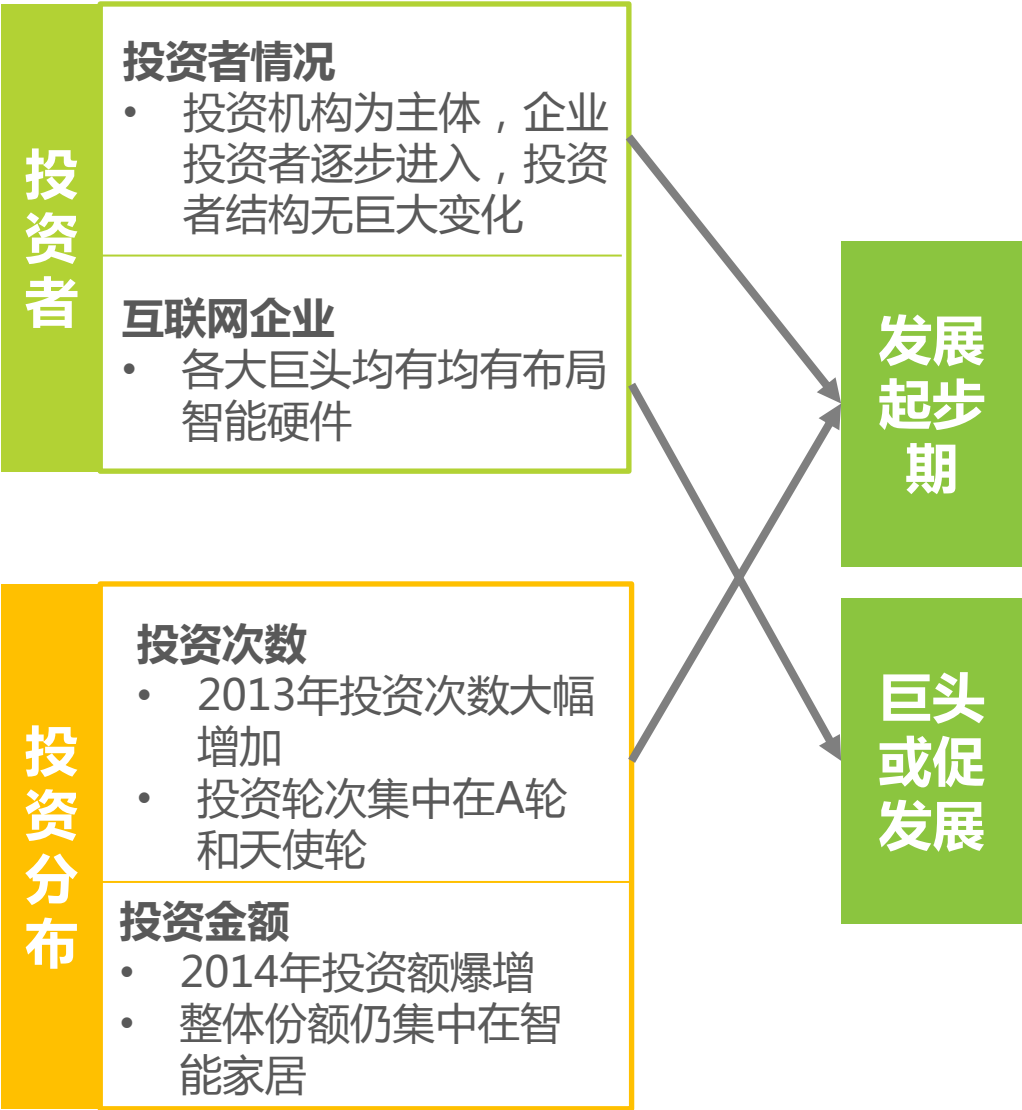 投资者
投资者情况
• 投资机构为主体，企业
投资者逐步进入，投资
者结构无巨大变化
互联网企业
• 各大巨头均有均有布局
智能硬件
投资分布
投资次数
• 2013年投资次数大幅
增加
• 投资轮次集中在A轮
和天使轮
投资金额
• 2014年投资额爆增
• 整体份额仍集中在智
能家居
发展
起步
期
巨头
或促
发展